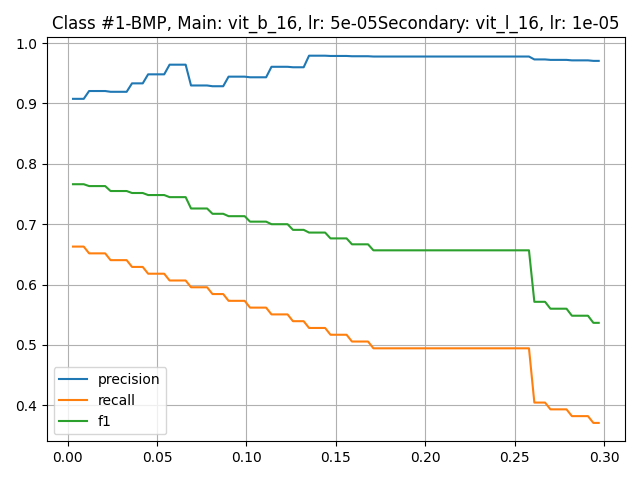 Class #1-BMP, Main: vit_b_16, lr: 5e-05Secondary: vit_l_16, lr: 1e-05
1.0
0.9
0.8
0.7
0.6
0.5
0.4
precision
recall
f1
0.00 0.05 0.10 0.15 0.20 0.25 0.30